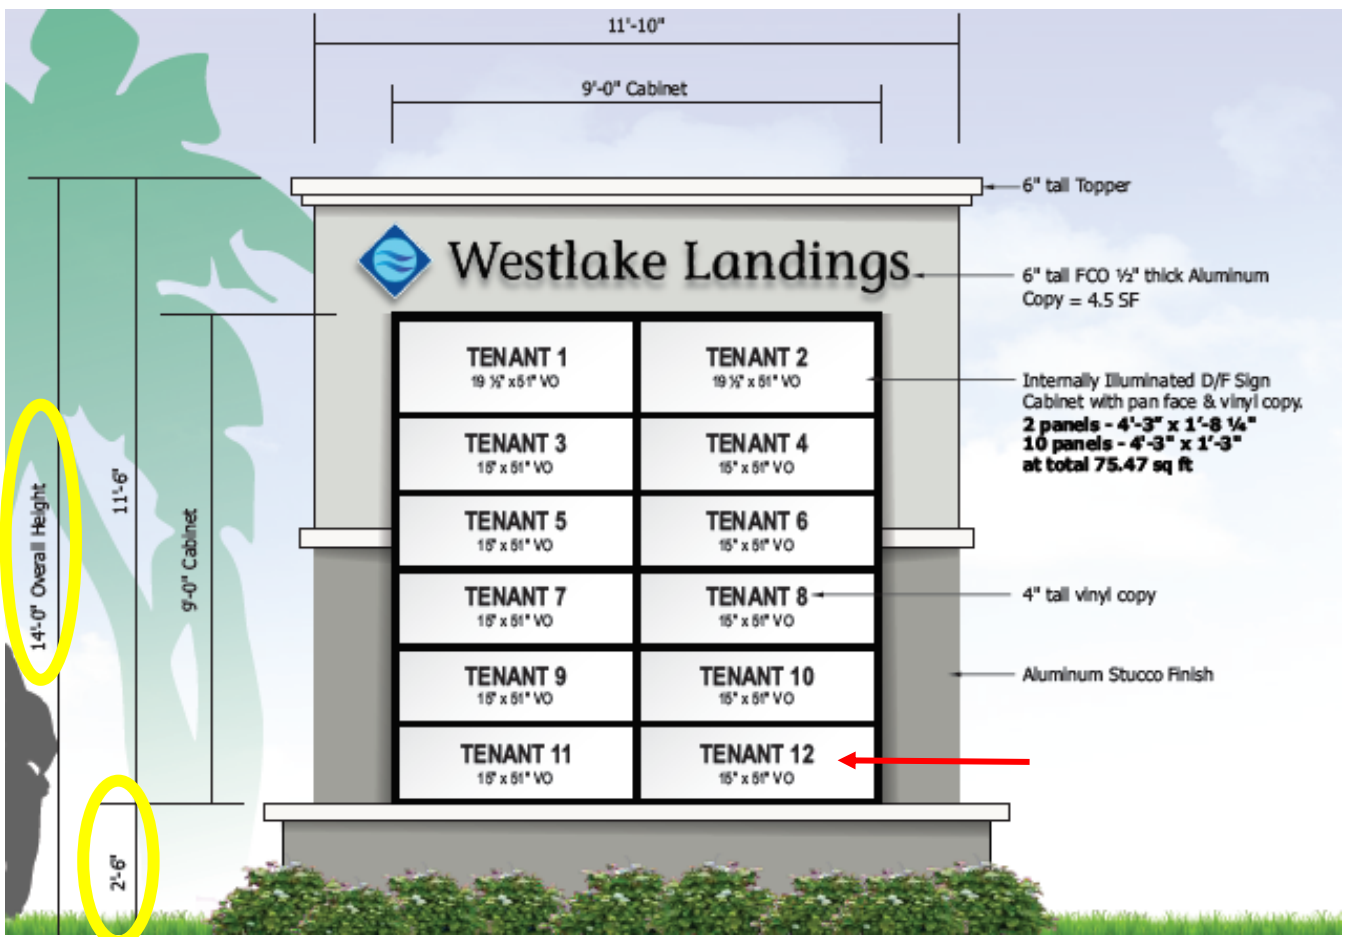 11'-10"
9'-0" Cabinet
6" tall Topper
Westlake Landings
6" tall FCO ½" thick Aluminum
Copy = 4.5 SF
TENANT 1
19 ½" x 51" VO
TENANT 2
19 ½" x 51" VO
Internally Illuminated D/F Sign
Cabinet with pan face & vinyl copy.
2 panels - 4'-3" x 1'-8 ¼"
10 panels - 4'-3" x 1'-3"
at total 75.47 sq ft
TENANT 3
15" x 51" VO
TENANT 4
15" x 51" VO
14'-0" Overall Height
11'-6"
9'-0" Cabinet
TENANT 5
15" x 51" VO
TENANT 6
15" x 51" VO
TENANT 7
15" x 51" VO
TENANT 8
15" x 51" VO
4" tall vinyl copy
TENANT 9
15" x 51" VO
TENANT 10
15" x 51" VO
Aluminum Stucco Finish
TENANT 11
15" x 51" VO
TENANT 12
15" x 51" VO
2'-6"